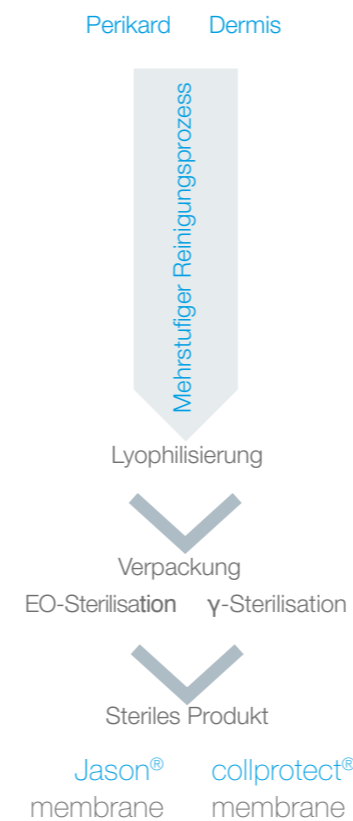 Perikard Dermis
Mehrstufiger Reinigungsprozess
Lyophilisierung
Verpackung
EO-Sterilisation γ-Sterilisation
Steriles Produkt
Jason® collprotect®
membrane membrane